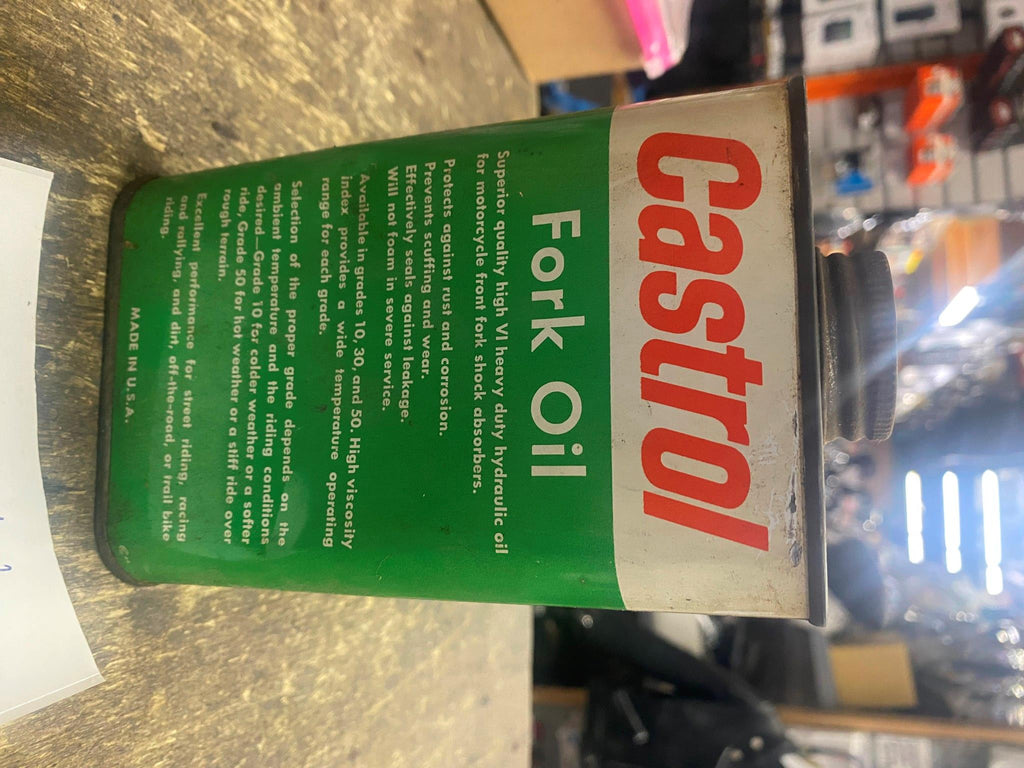 Castrol
Fork Oil
Superior quality high VI heavy duty hydraulic oil
for motorcycle front fork shock absorbers.
Protects against rust and corrosion.
Prevents scuffing and wear.
Effectively seals against leakage.
Will not foam in severe service.
Available in grades 10, 30, and 50. High viscosity
index provides a wide temperature operating
range for each grade.
Selection of the proper grade depends on the
ambient temperature and the riding conditions
desired—Grade 10 for colder weather or a softer
ride, Grade 50 for hot weather or a stiff ride over
rough terrain.
Excellent performance for street riding, racing
and rallying, and dirt, off-the-road, or trail bike
riding.
MADE IN U.S.A.